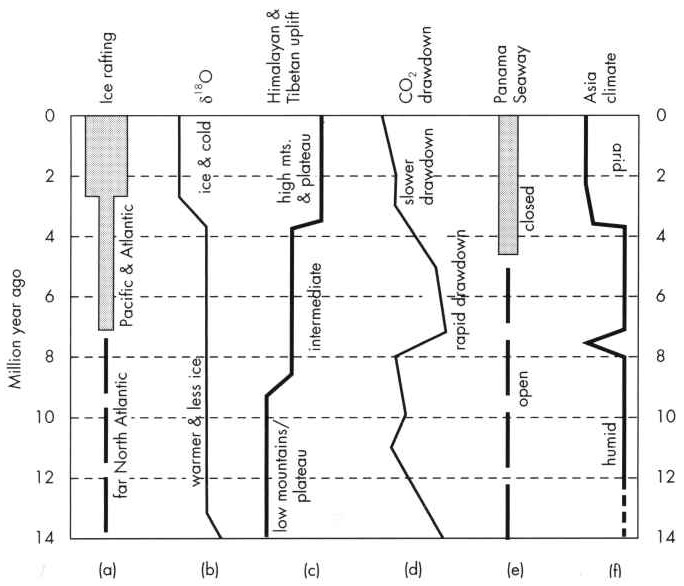 Ice rafting
δ¹⁸O
Himalayan &
Tibetan uplift
CO₂
drawdown
Panama
Seaway
Asia
climate
0
2
4
6
8
10
12
14
Million year ago
0
2
4
6
8
10
12
14
Pacific & Atlantic
far North Atlantic
ice & cold
warmer & less ice
high mts.
& plateau
intermediate
low mountains/
plateau
slower
drawdown
rapid drawdown
closed
open
arid
humid
(a)
(b)
(c)
(d)
(e)
(f)